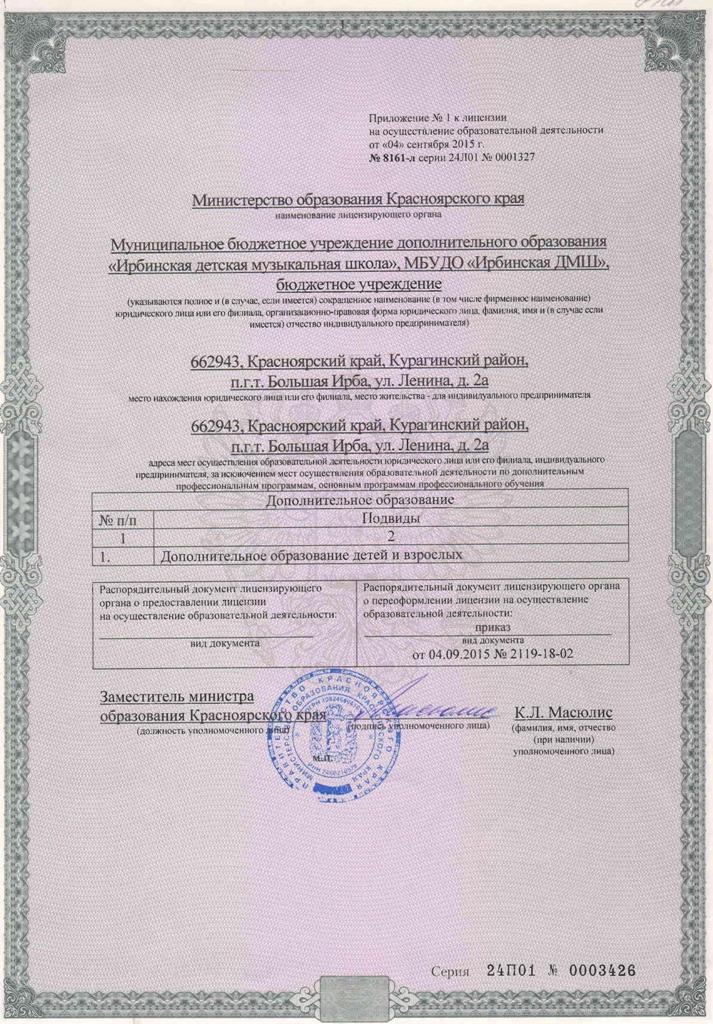 Приложение № 1 к лицензии
на осуществление образовательной деятельности
от «04» сентября 2015 г.
№ 8161-л серии 24Л01 № 0001327
Министерство образования Красноярского края
наименование лицензирующего органа
Муниципальное бюджетное учреждение дополнительного образования
«Ирбинская детская музыкальная школа», МБУДО «Ирбинская ДМШ»,
бюджетное учреждение
(указываются полное и (в случае, если имеется) сокращенное наименование (в том числе фирменное наименование)
юридического лица или его филиала, организационно-правовая форма юридического лица, фамилия, имя и (в случае если
имеется) отчество индивидуального предпринимателя)
662943, Красноярский край, Курагинский район,
п.г.т. Большая Ирба, ул. Ленина, д. 2а
место нахождения юридического лица или его филиала, место жительства - для индивидуального предпринимателя
662943, Красноярский край, Курагинский район,
п.г.т. Большая Ирба, ул. Ленина, д. 2а
адреса мест осуществления образовательной деятельности юридического лица или его филиала, индивидуального
предпринимателя, за исключением мест осуществления образовательной деятельности по дополнительным
профессиональным программам, основным программам профессионального обучения
Дополнительное образование
№ п/п Подвиды
1 2
1. Дополнительное образование детей и взрослых
Распорядительный документ лицензирующего
органа о предоставлении лицензии
на осуществление образовательной деятельности:
вид документа
Распорядительный документ лицензирующего органа
о переоформлении лицензии на осуществление
образовательной деятельности:
приказ
вид документа
от 04.09.2015 № 2119-18-02
Заместитель министра
образования Красноярского края
(должность уполномоченного лица)
(подпись уполномоченного лица)
К.Л. Масюлис
(фамилия, имя, отчество
(при наличии)
уполномоченного лица)
м.п.
ПРАВИТЕЛЬСТВО КРАСНОЯРСКОГО КРАЯ
Серия 24П01 № 0003426